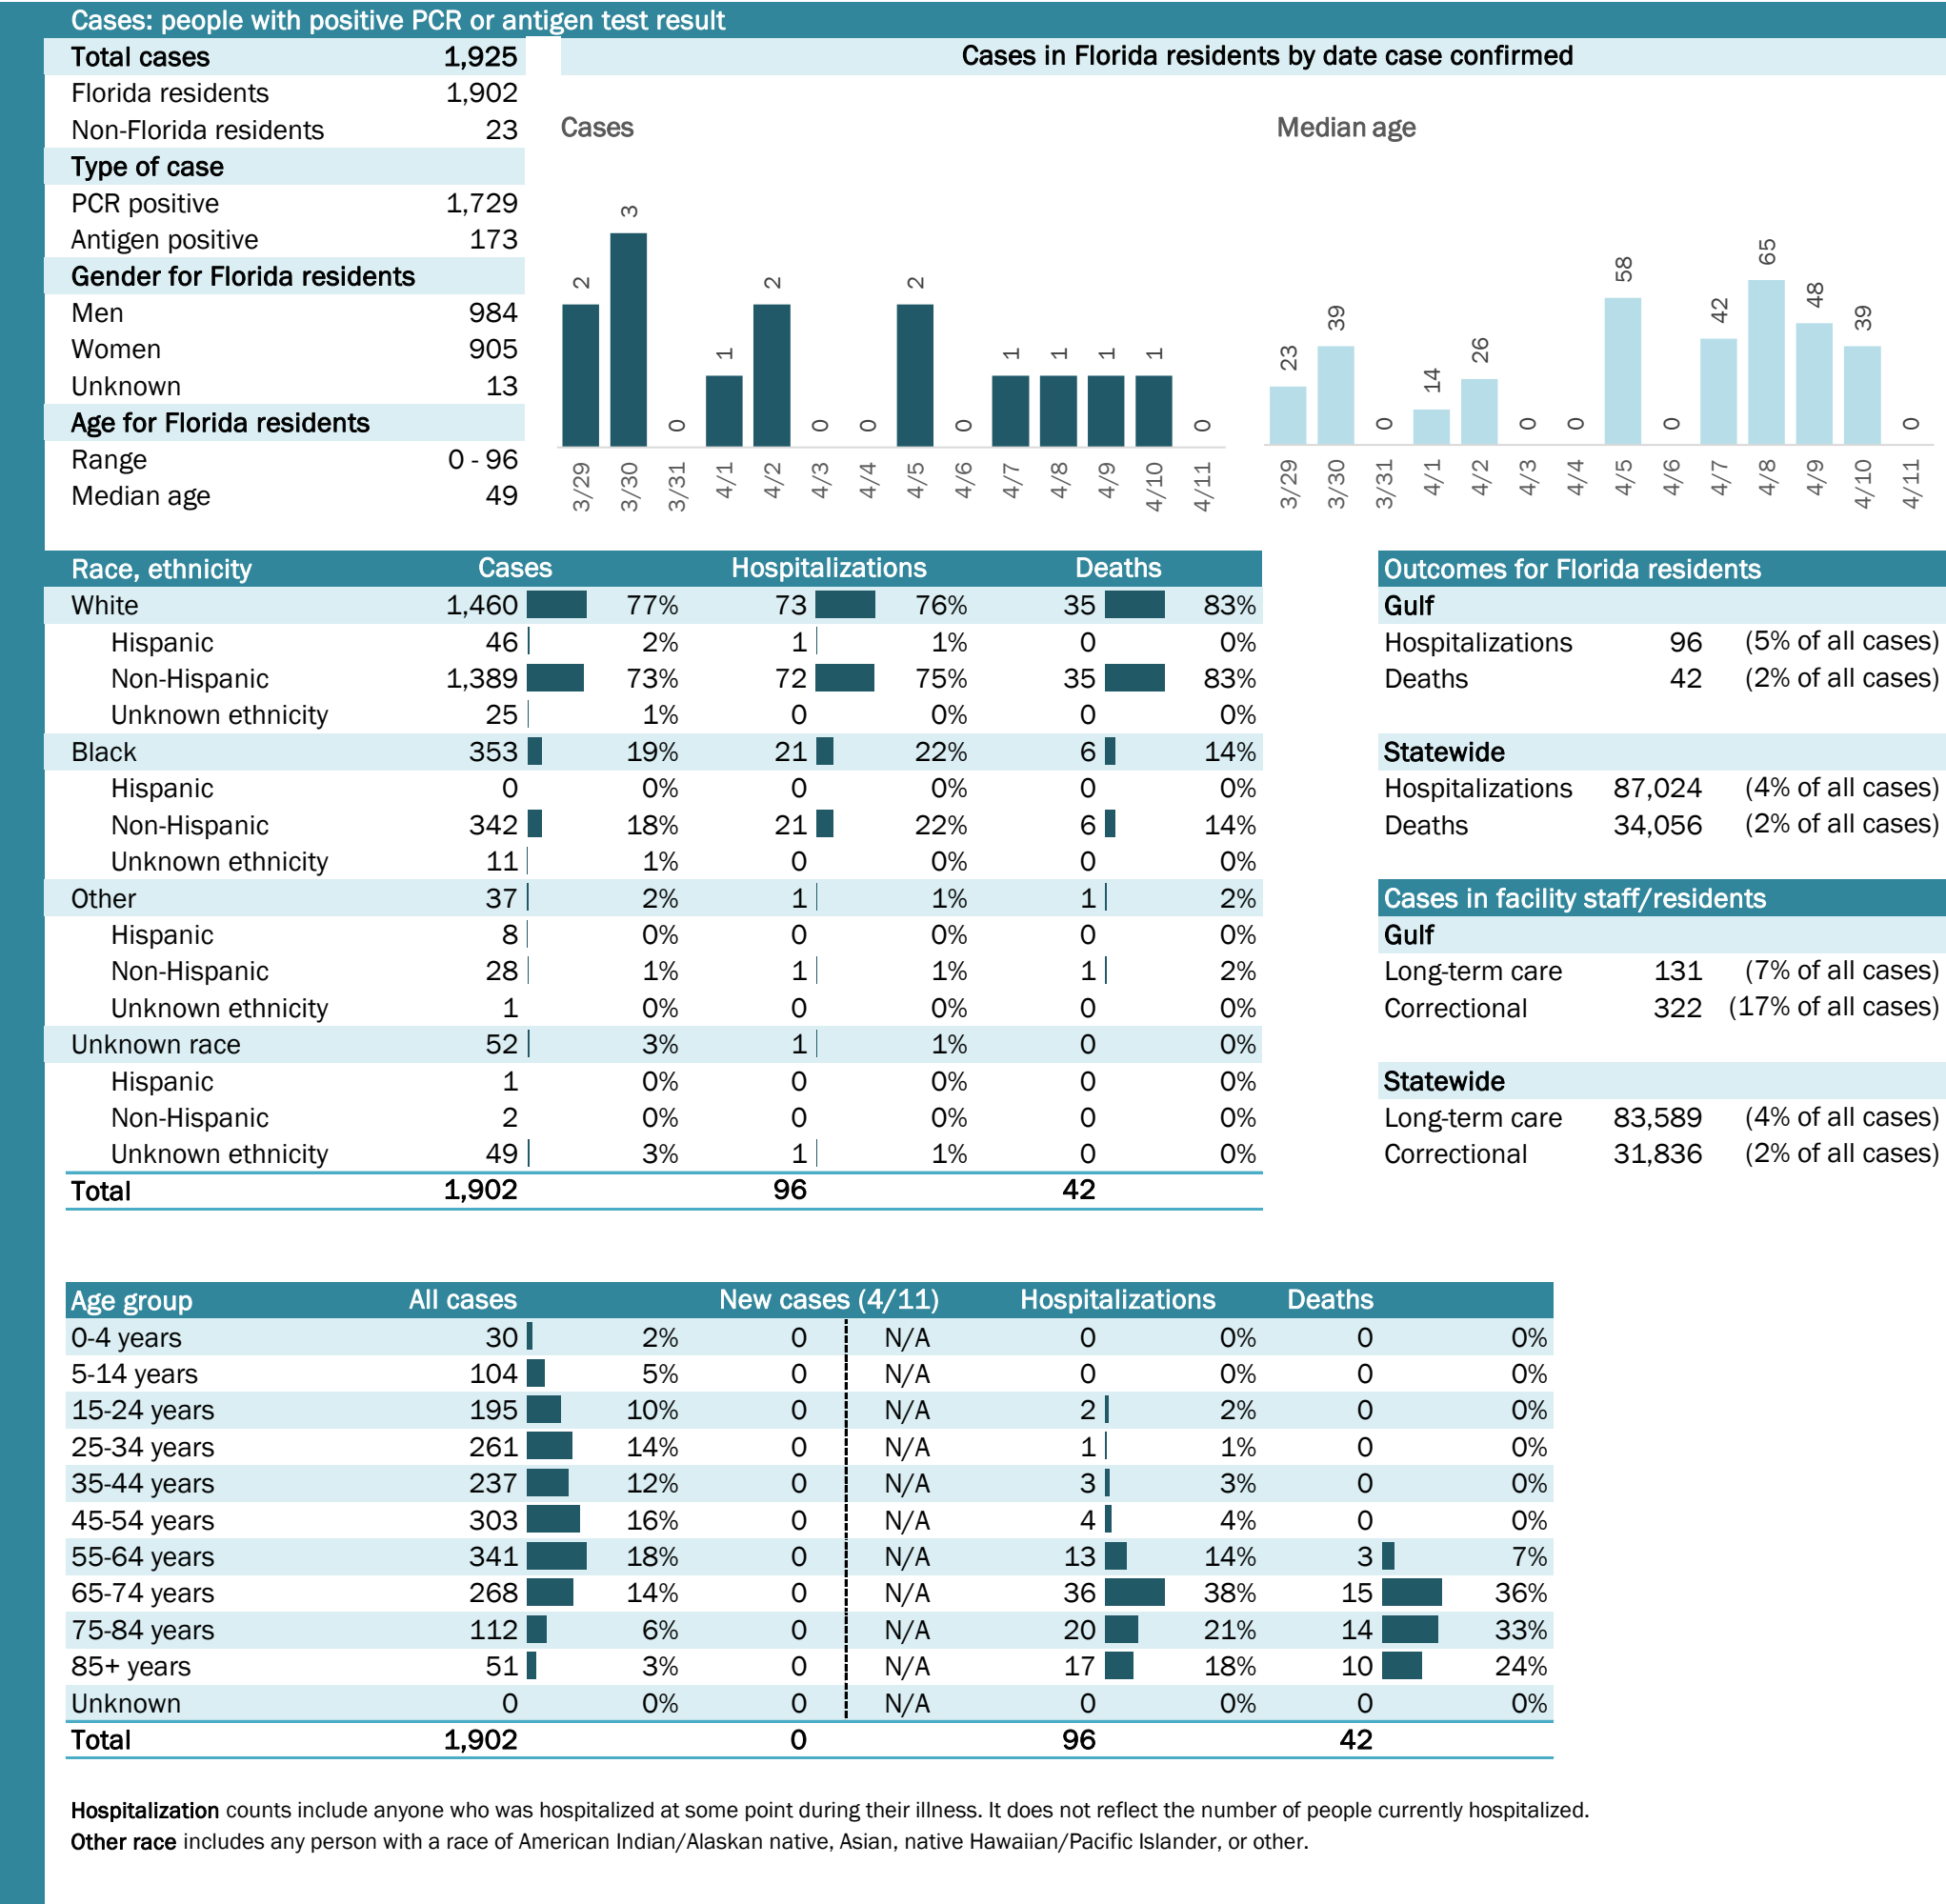 Cases: people with positive PCR or antigen test result
Total cases 1,925
Florida residents 1,902
Non-Florida residents 23
Type of case
PCR positive 1,729
Antigen positive 173
Gender for Florida residents
Men 984
Women 905
Unknown 13
Age for Florida residents
Range 0 - 96
Median age 49
Cases in Florida residents by date case confirmed
Cases
2 3 0 1 2 0 0 2 0 1 1 1 1 0
3/29 3/30 3/31 4/1 4/2 4/3 4/4 4/5 4/6 4/7 4/8 4/9 4/10 4/11
Median age
23 39 0 14 26 0 0 58 0 42 65 48 39 0
3/29 3/30 3/31 4/1 4/2 4/3 4/4 4/5 4/6 4/7 4/8 4/9 4/10 4/11
Race, ethnicity Cases Hospitalizations Deaths
White 1,460 77% 73 76% 35 83%
Hispanic 46 2% 1 1% 0 0%
Non-Hispanic 1,389 73% 72 75% 35 83%
Unknown ethnicity 25 1% 0 0% 0 0%
Black 353 19% 21 22% 6 14%
Hispanic 0 0% 0 0% 0 0%
Non-Hispanic 342 18% 21 22% 6 14%
Unknown ethnicity 11 1% 0 0% 0 0%
Other 37 2% 1 1% 1 2%
Hispanic 8 0% 0 0% 0 0%
Non-Hispanic 28 1% 1 1% 1 2%
Unknown ethnicity 1 0% 0 0% 0 0%
Unknown race 52 3% 1 1% 0 0%
Hispanic 1 0% 0 0% 0 0%
Non-Hispanic 2 0% 0 0% 0 0%
Unknown ethnicity 49 3% 1 1% 0 0%
Total 1,902 96 42
Outcomes for Florida residents
Gulf
Hospitalizations 96 (5% of all cases)
Deaths 42 (2% of all cases)
Statewide
Hospitalizations 87,024 (4% of all cases)
Deaths 34,056 (2% of all cases)
Cases in facility staff/residents
Gulf
Long-term care 131 (7% of all cases)
Correctional 322 (17% of all cases)
Statewide
Long-term care 83,589 (4% of all cases)
Correctional 31,836 (2% of all cases)
Age group All cases New cases (4/11) Hospitalizations Deaths
0-4 years 30 2% 0 N/A 0 0% 0 0%
5-14 years 104 5% 0 N/A 0 0% 0 0%
15-24 years 195 10% 0 N/A 2 2% 0 0%
25-34 years 261 14% 0 N/A 1 1% 0 0%
35-44 years 237 12% 0 N/A 3 3% 0 0%
45-54 years 303 16% 0 N/A 4 4% 0 0%
55-64 years 341 18% 0 N/A 13 14% 3 7%
65-74 years 268 14% 0 N/A 36 38% 15 36%
75-84 years 112 6% 0 N/A 20 21% 14 33%
85+ years 51 3% 0 N/A 17 18% 10 24%
Unknown 0 0% 0 N/A 0 0% 0 0%
Total 1,902 0 96 42
Hospitalization counts include anyone who was hospitalized at some point during their illness. It does not reflect the number of people currently hospitalized.
Other race includes any person with a race of American Indian/Alaskan native, Asian, native Hawaiian/Pacific Islander, or other.